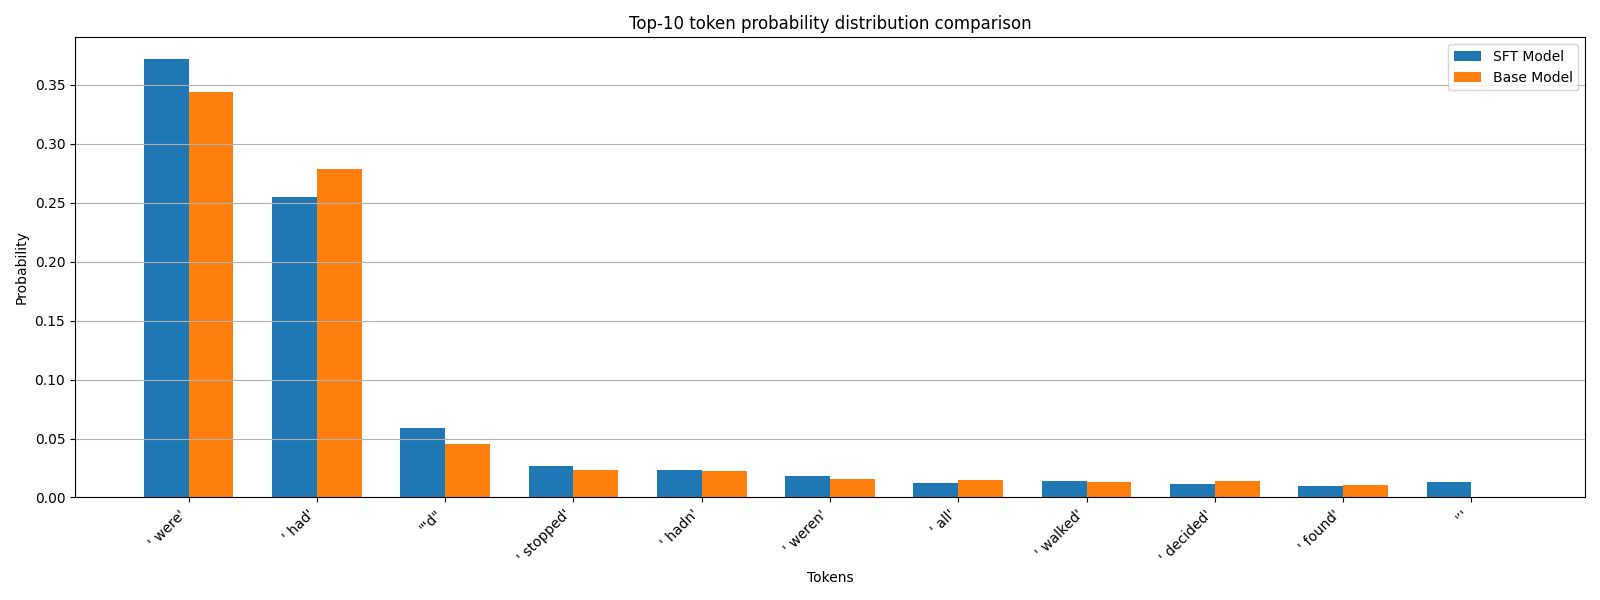 Top-10 token probability distribution comparison
SFT Model
Base Model
Probability
0.35
0.30
0.25
0.20
0.15
0.10
0.05
0.00
' were'
' had'
"'d"
' stopped'
' hadn'
' weren'
' all'
' walked'
' decided'
' found'
'’'
Tokens